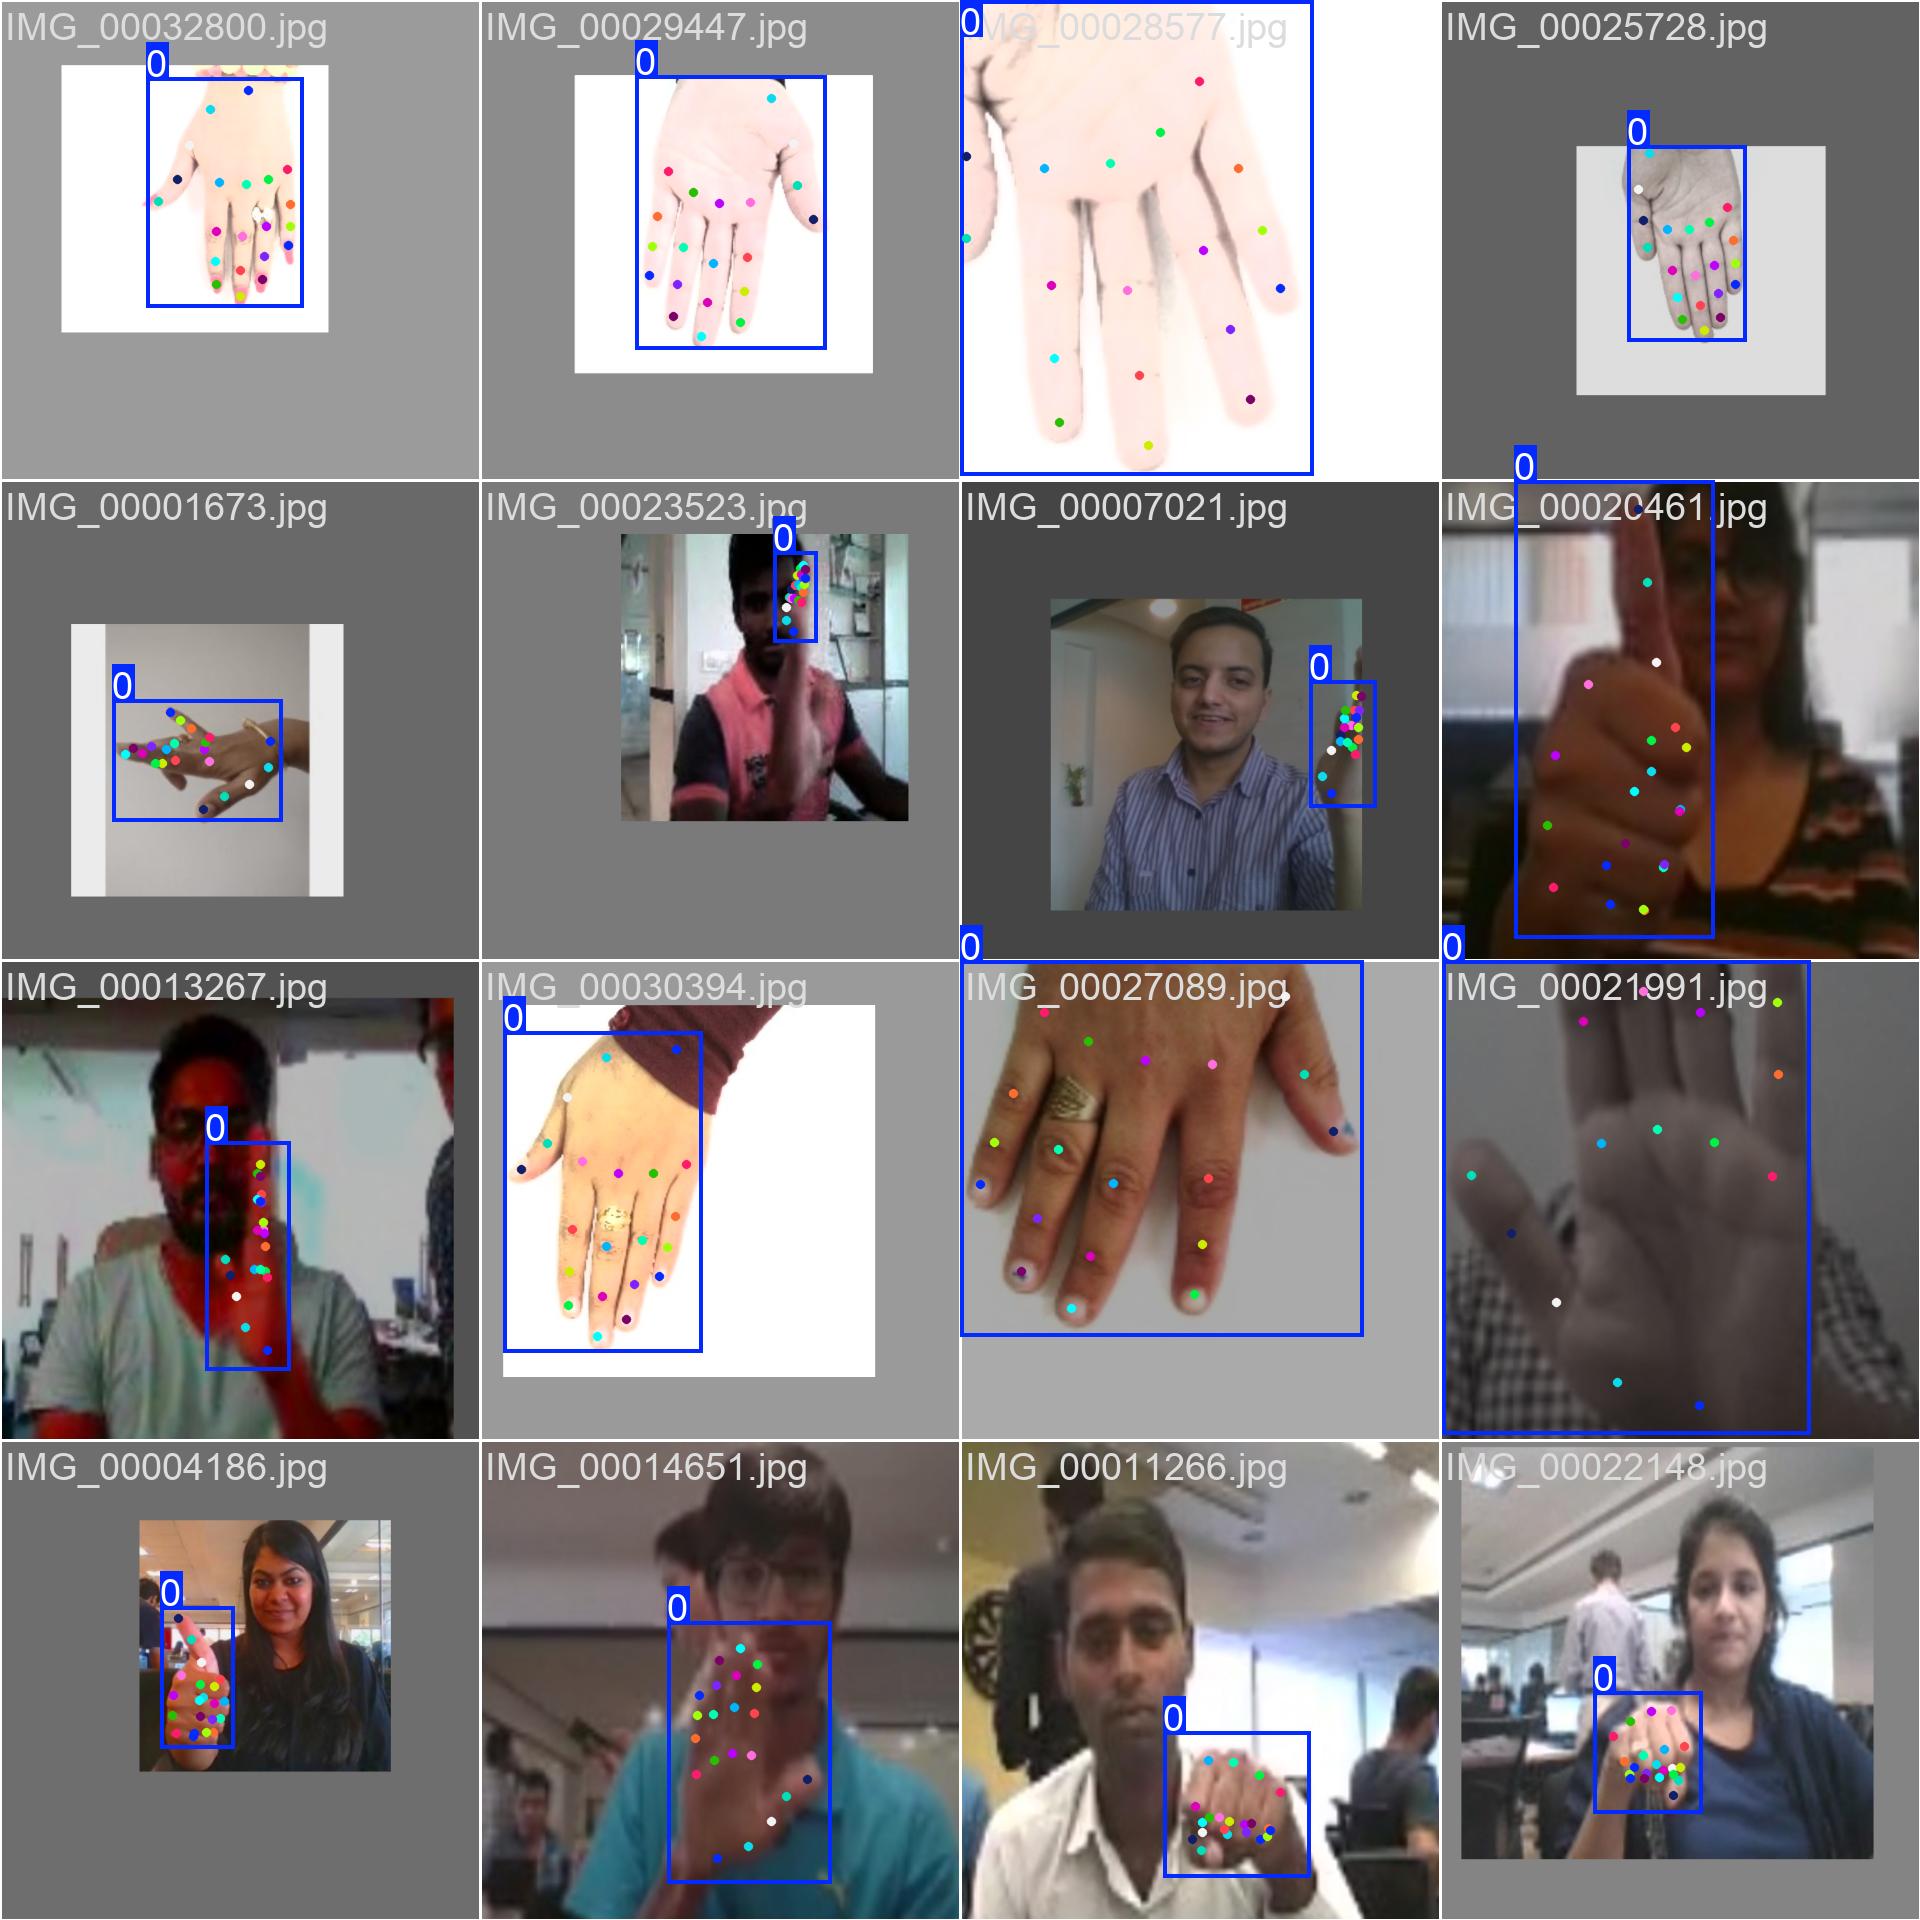 IMG_00032800.jpg
0
IMG_00029447.jpg
0
IMG_00028577.jpg
0
IMG_00025728.jpg
0
IMG_00001673.jpg
0
IMG_00023523.jpg
0
IMG_00007021.jpg
0
IMG_00020461.jpg
0
IMG_00013267.jpg
0
IMG_00030394.jpg
0
IMG_00027089.jpg
0
IMG_00021991.jpg
0
IMG_00004186.jpg
0
IMG_00014651.jpg
0
IMG_00011266.jpg
0
IMG_00022148.jpg
0